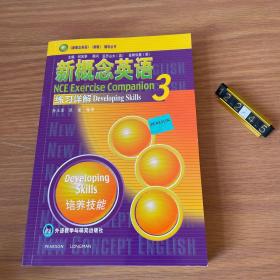 新概念英语
NCE Exercise Companion
练习详解 Developing Skills
3
PEARSON
Developing
Skills
培养技能
外语教学与研究出版社
PEARSON LONGMAN
CONCEPT ENGLISH